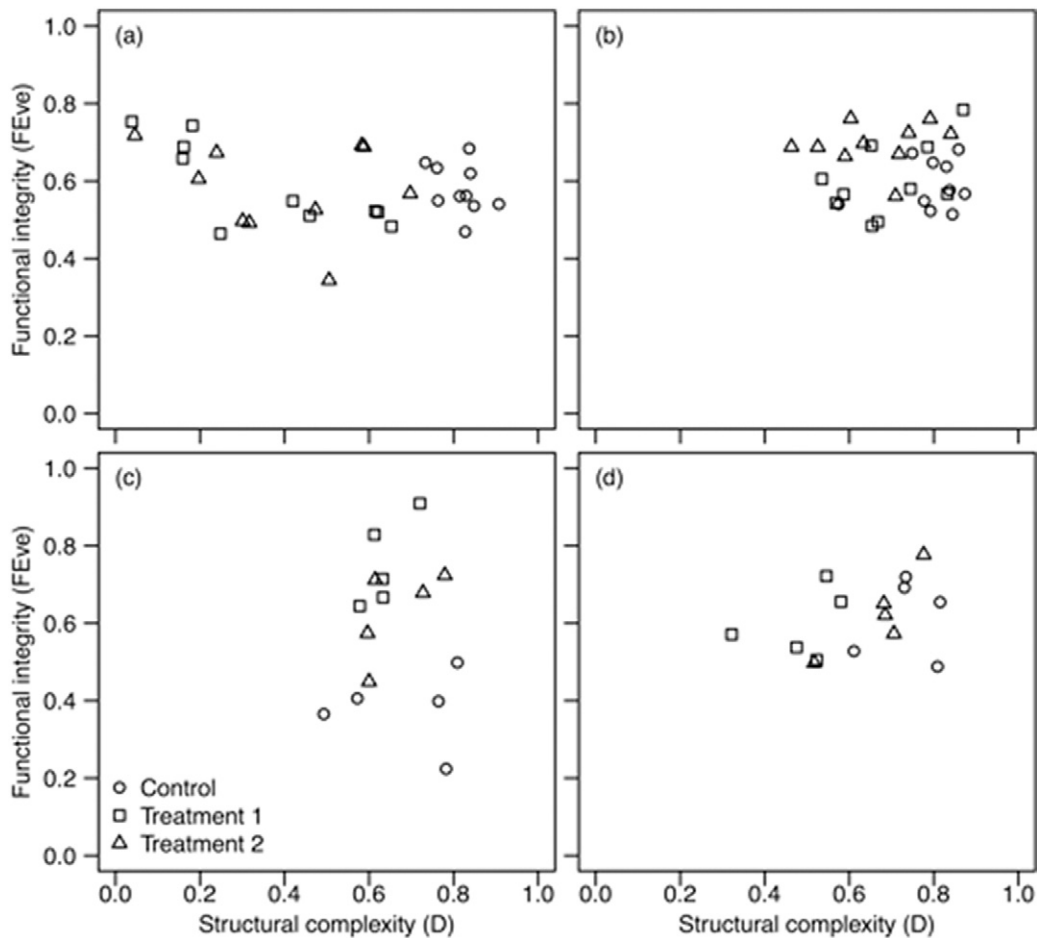 (a)
(b)
1.0
0.8
0.6
0.4
0.2
0.0
Functional integrity (FEve)
(c)
(d)
1.0
0.8
0.6
0.4
0.2
0.0
Functional integrity (FEve)
Control
Treatment 1
Treatment 2
0.0 0.2 0.4 0.6 0.8 1.0
0.0 0.2 0.4 0.6 0.8 1.0
Structural complexity (D)
Structural complexity (D)